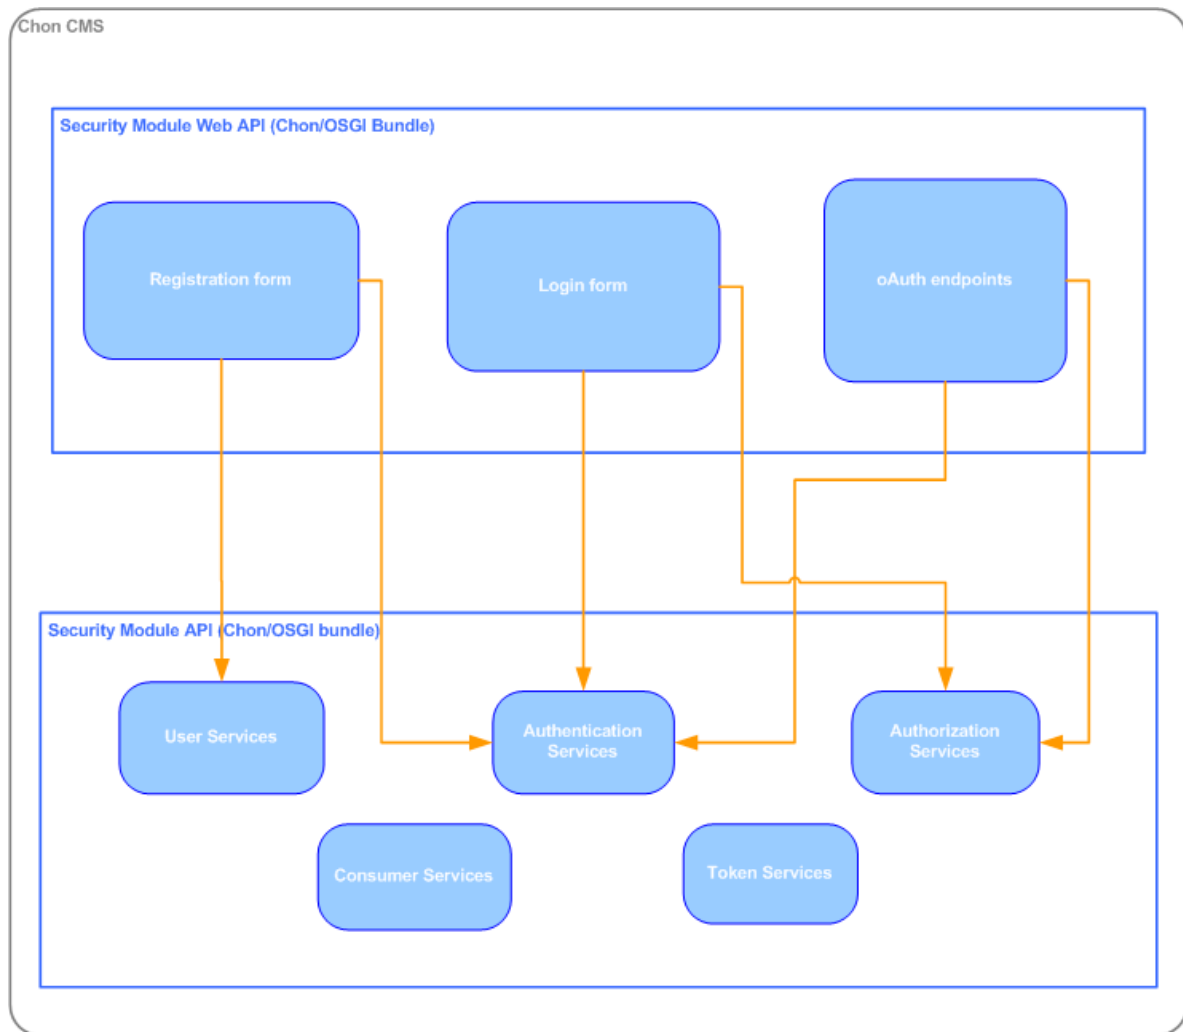 Chon CMS
Security Module Web API (Chon/OSGI Bundle)
Registration form
Login form
oAuth endpoints
Security Module API (Chon/OSGI bundle)
User Services
Authentication
Services
Authorization
Services
Consumer Services
Token Services